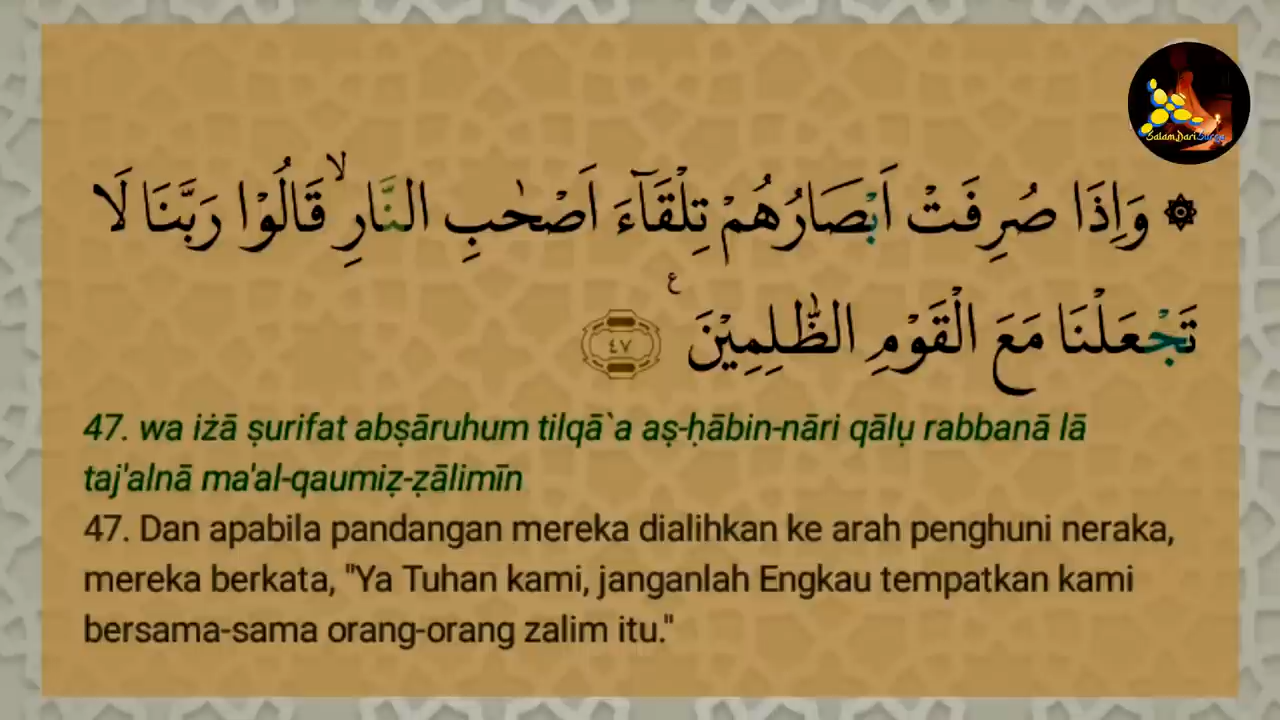 ۞ وَاِذَا صُرِفَتْ اَبْصَارُهُمْ تِلْقَاۤءَ اَصْحٰبِ النَّارِۙ قَالُوْا رَبَّنَا لَا
تَجْعَلْنَا مَعَ الْقَوْمِ الظّٰلِمِيْنَ ࣖ ٤٧
47. wa iżā ṣurifat abṣāruhum tilqā`a aṣ-ḥābin-nāri qālụ rabbanā lā
taj'alnā ma'al-qaumiẓ-ẓālimīn
47. Dan apabila pandangan mereka dialihkan ke arah penghuni neraka,
mereka berkata, "Ya Tuhan kami, janganlah Engkau tempatkan kami
bersama-sama orang-orang zalim itu."